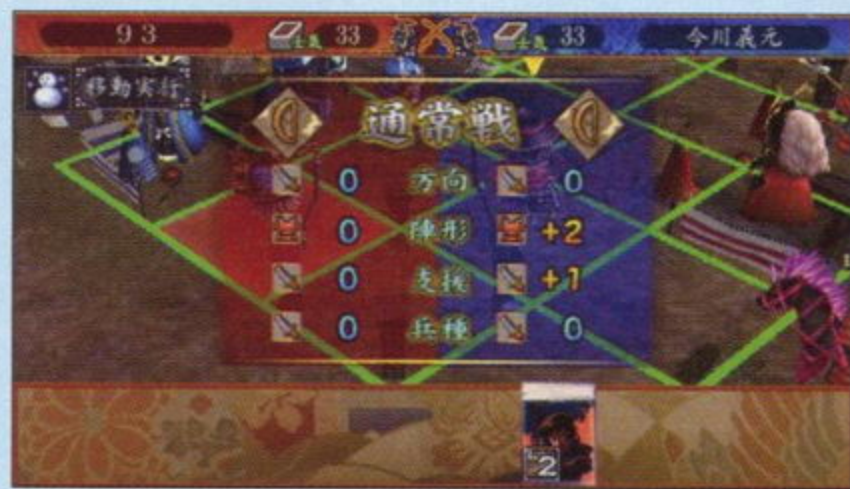 93 士気 33 士気 33 今川義元
移動実行
通常戦
0 方向 0
0 陣形 +2
0 支援 +1
0 兵種 0
2